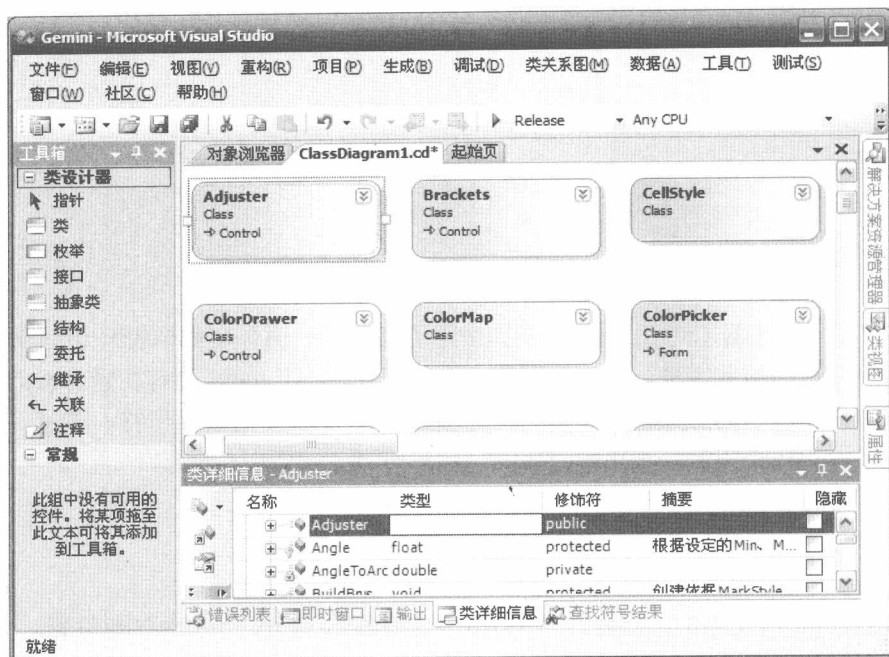 Gemini - Microsoft Visual Studio
文件(F) 编辑(E) 视图(V) 重构(R) 项目(P) 生成(B) 调试(D) 类关系图(M) 数据(A) 工具(T) 测试(S)
窗口(W) 社区(C) 帮助(H)
Release Any CPU
工具箱
类设计器
指针
类
枚举
接口
抽象类
结构
委托
继承
关联
注释
常规
此组中没有可用的
控件。将某项拖至
此文本可将其添加
到工具箱。
对象浏览器 ClassDiagram1.cd* 起始页
Adjuster
Class
Control
Brackets
Class
Control
CellStyle
Class
ColorDrawer
Class
Control
ColorMap
Class
ColorPicker
Class
Form
解决方案资源管理器
类视图
属性
类详细信息 - Adjuster
名称 类型 修饰符 摘要 隐藏
Adjuster public
Angle float protected 根据设定的Min、M...
AngleToArc double private
BuildBrus void protected 创建依据 MarkStyle
错误列表 即时窗口 输出 类详细信息 查找符号结果
就绪